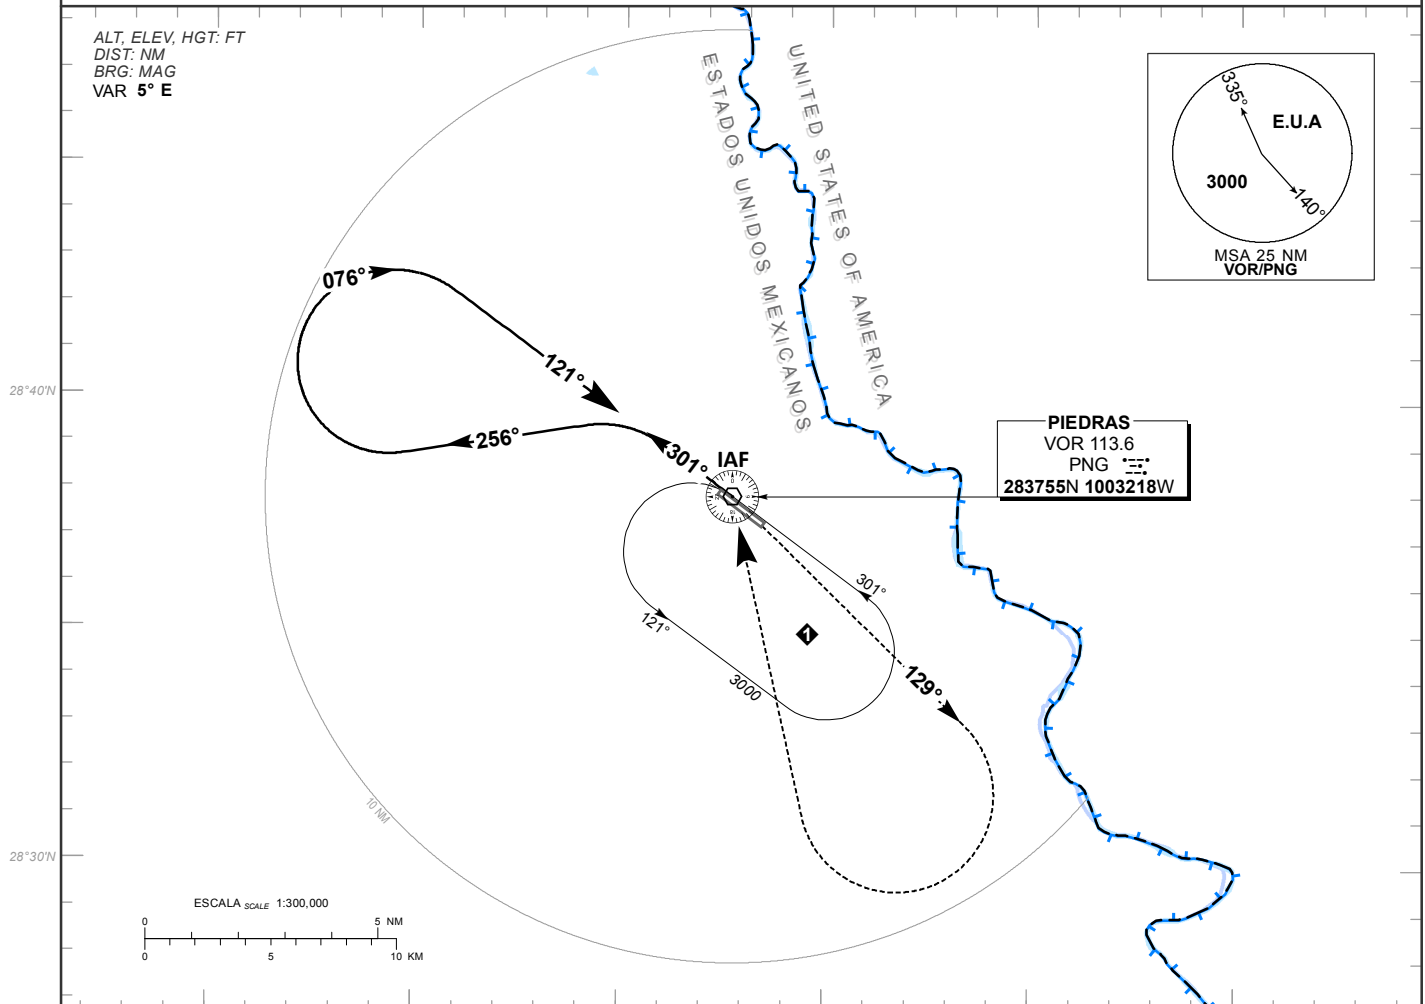 ALT, ELEV, HGT: FT
DIST: NM
BRG: MAG
VAR 5° E
ESTADOS UNIDOS MEXICANOS
UNITED STATES OF AMERICA
335°
E.U.A
3000
140°
MSA 25 NM
VOR/PNG
076°
121°
28°40'N
256°
301°
IAF
PIEDRAS
VOR 113.6
PNG
283755N 1003218W
301°
121°
1
3000
129°
10 NM
28°30'N
ESCALA SCALE 1:300,000
0 5 NM
0 5 10 KM